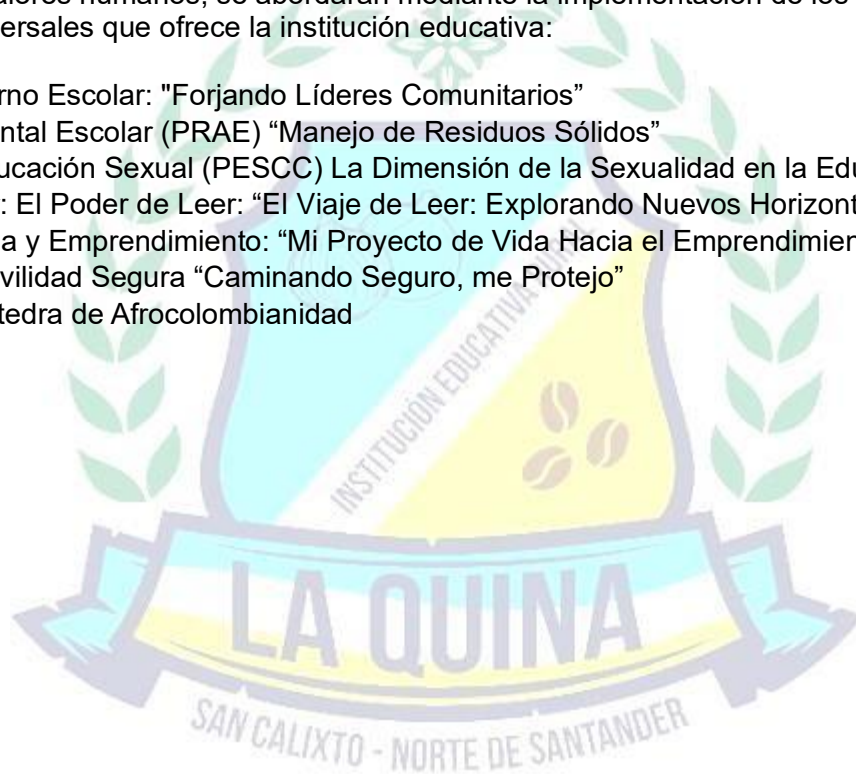 alores humanos, se abordarán mediante la implementación de los
ersales que ofrece la institución educativa:
rno Escolar: "Forjando Líderes Comunitarios”
ntal Escolar (PRAE) “Manejo de Residuos Sólidos”
ucación Sexual (PESCC) La Dimensión de la Sexualidad en la Edu
: El Poder de Leer: “El Viaje de Leer: Explorando Nuevos Horizont
a y Emprendimiento: “Mi Proyecto de Vida Hacia el Emprendimien
vilidad Segura “Caminando Seguro, me Protejo”
tedra de Afrocolombianidad
INSTITUCIÓN EDUCATIVA RURAL
LA QUINA
SAN CALIXTO - NORTE DE SANTANDER